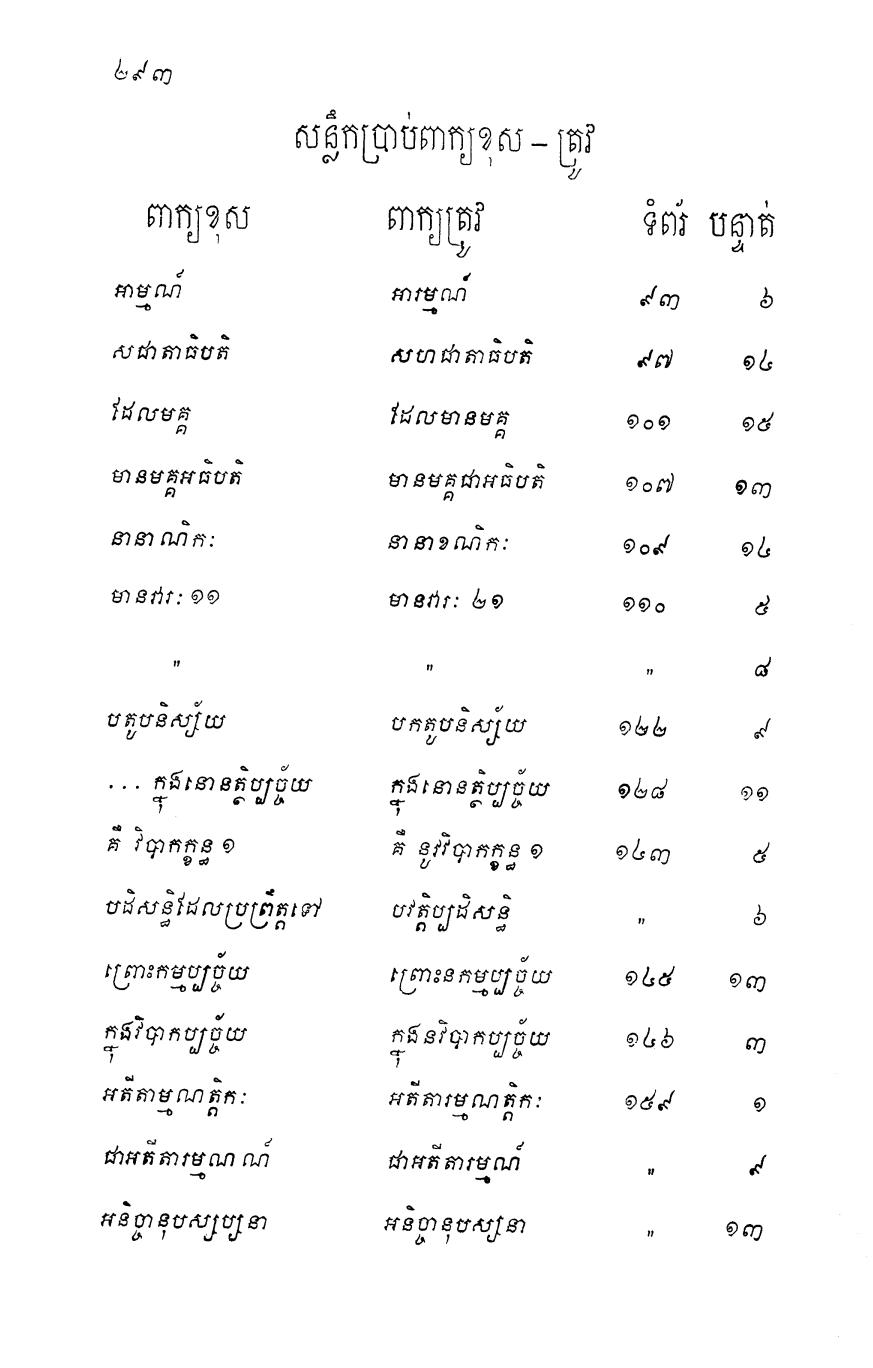 ២៩៣
សន្លឹកប្រាប់ពាក្យខុស – ត្រូវ
ពាក្យខុស ពាក្យត្រូវ ទំពរ័ បន្ទាត់
អាម្មណ៍ អារម្មណ៍ ៩៣ ៦
សជាតាធិបតិ សហជាតាធិបតិ ៩៧ ១៤
ដែលមគ្គ ដែលមានមគ្គ ១០១ ១៥
មានមគ្គអធិបតិ មានមគ្គជាអធិបតិ ១០៧ ១៣
នានាណិកៈ នានាខណិកៈ ១០៩ ១៤
មានវារៈ ១១ មានវារៈ ២១ ១១០ ៥
" " " ៨
បតូបនិស្ស័យ បកតូបនិស្ស័យ ១២២ ៩
... ក្នុងនោនត្ថិប្បច្ច័យ ក្នុងនោនត្ថិប្បច្ច័យ ១២៨ ១១
គឺ វិបាកក្ខន្ធ ១ គឺ នូវវិបាកក្ខន្ធ ១ ១៤៣ ៥
បដិសន្ធិដែលប្រព្រឹត្តទៅ បវត្តិប្បដិសន្ធិ " ៦
ព្រោះកម្មប្បច្ច័យ ព្រោះនកម្មប្បច្ច័យ ១៤៥ ១៣
ក្នុងវិបាកប្បច្ច័យ ក្នុងនវិបាកប្បច្ច័យ ១៤៦ ៣
អតីតាម្មណត្តិកៈ អតីតារម្មណត្តិកៈ ១៥៩ ១
ជាអតីតារម្មណ ណ៍ ជាអតីតារម្មណ៍ " ៩
អនិច្ចានុបស្សប្សនា អនិច្ចានុបស្សនា " ១៣